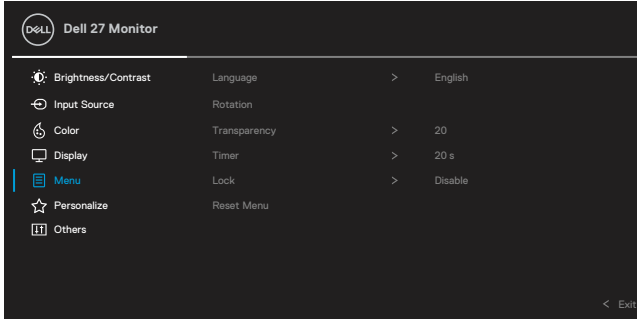 DELL Dell 27 Monitor
Brightness/Contrast Language > English
Input Source Rotation
Color Transparency > 20
Display Timer > 20 s
Menu Lock > Disable
Personalize Reset Menu
Others
< Exit